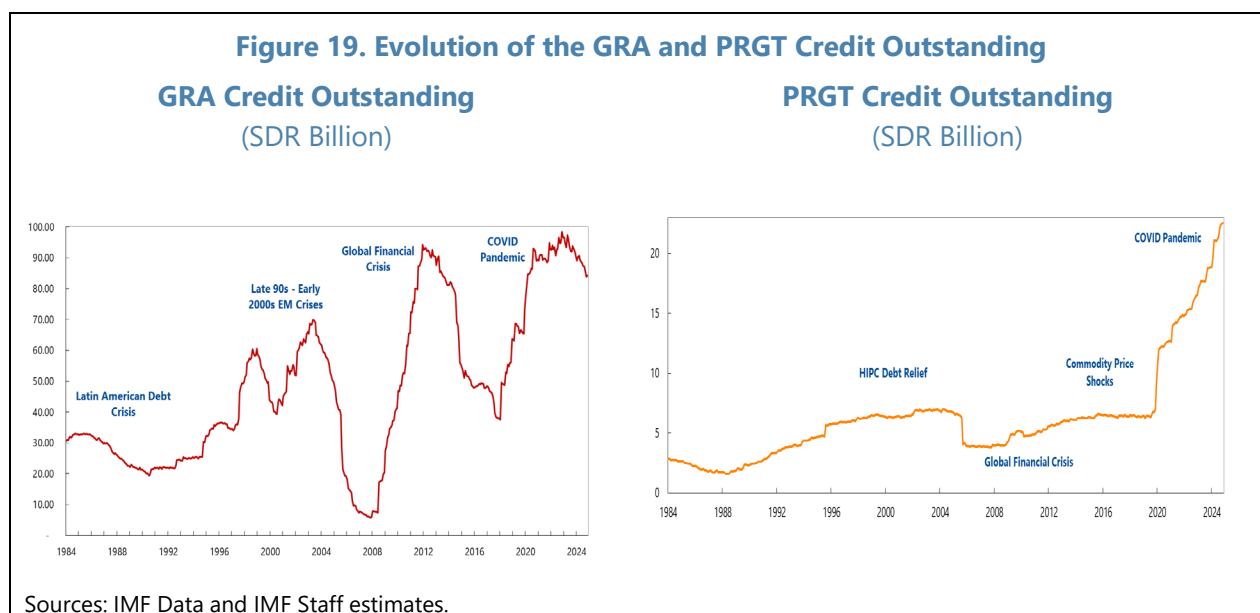 Figure 19. Evolution of the GRA and PRGT Credit Outstanding
GRA Credit Outstanding
(SDR Billion)
100.00
90.00
80.00
70.00
60.00
50.00
40.00
30.00
20.00
10.00
-
Latin American Debt
Crisis
Late 90s - Early
2000s EM Crises
Global Financial
Crisis
COVID
Pandemic
1984 1988 1992 1996 2000 2004 2008 2012 2016 2020 2024
PRGT Credit Outstanding
(SDR Billion)
20
15
10
5
0
HIPC Debt Relief
Global Financial Crisis
Commodity Price
Shocks
COVID Pandemic
1984 1988 1992 1996 2000 2004 2008 2012 2016 2020 2024
Sources: IMF Data and IMF Staff estimates.